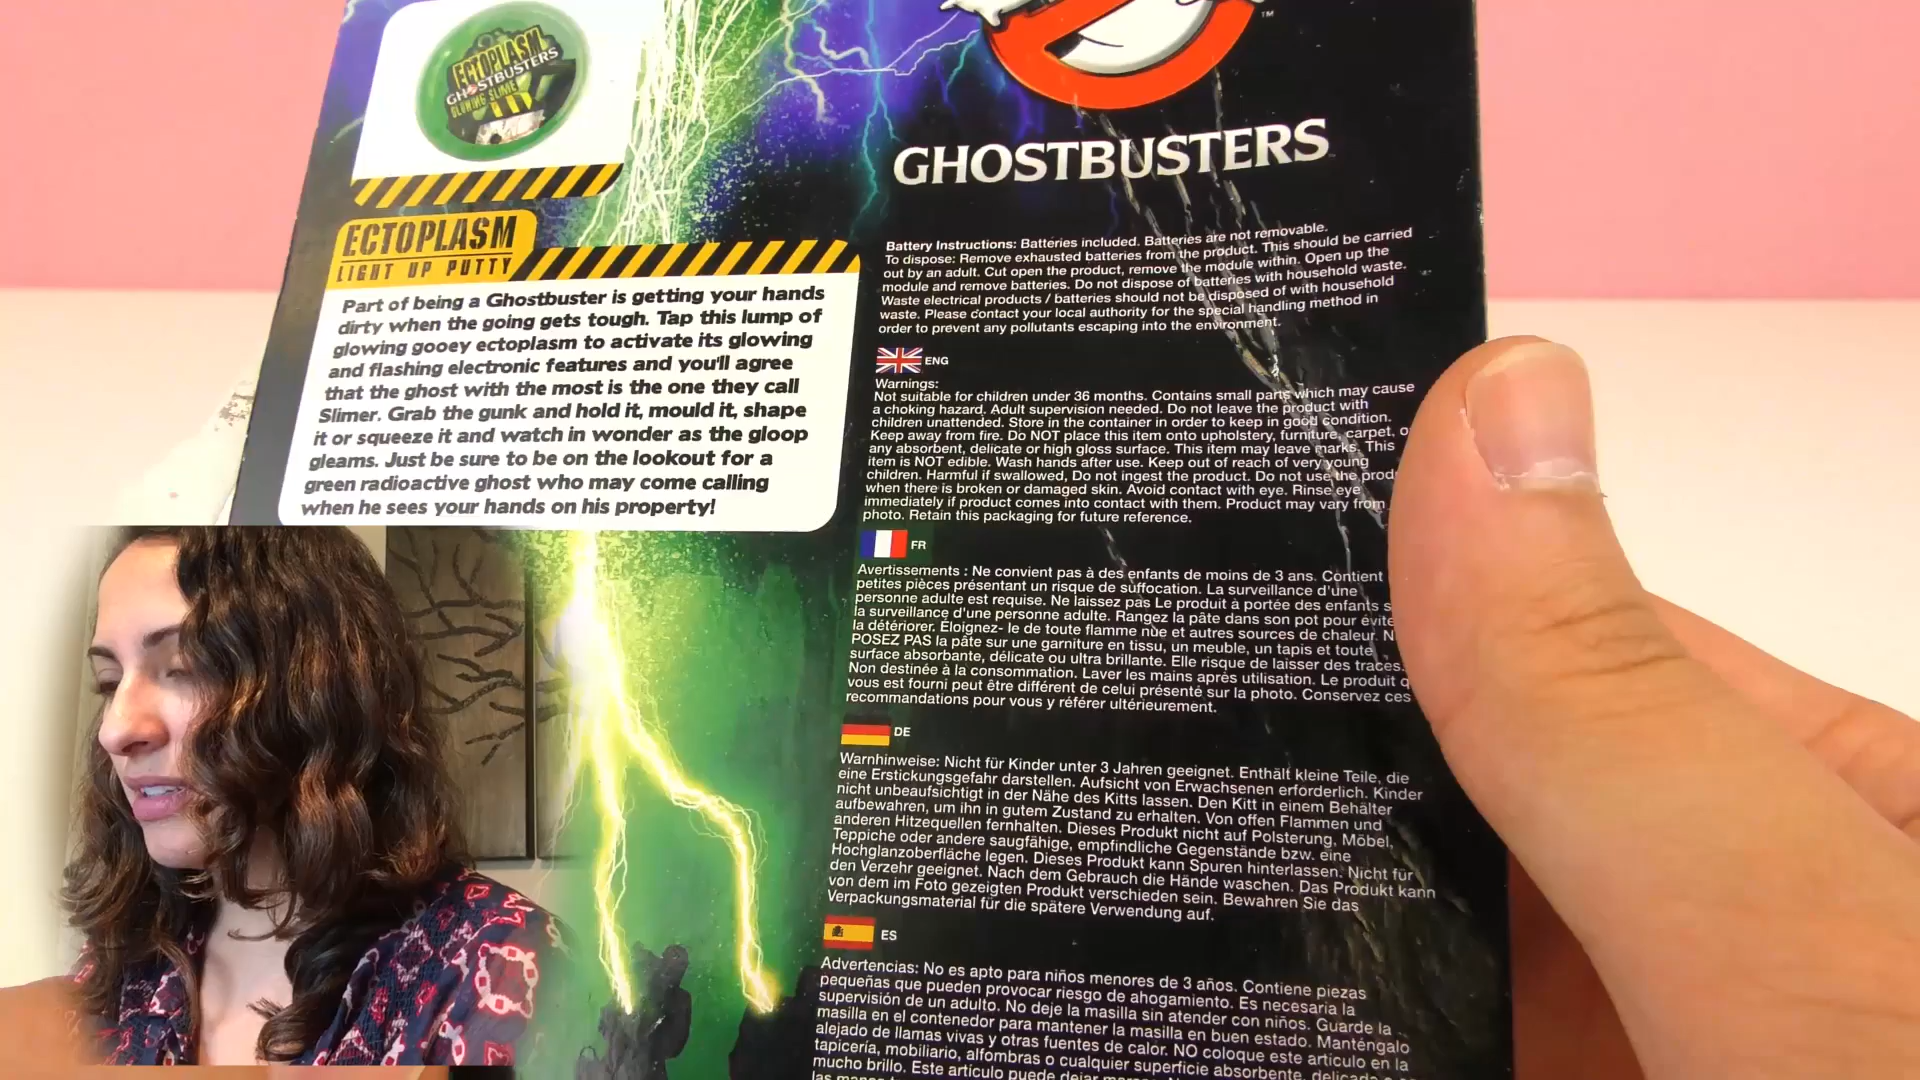 ECTOPLASM
GHOSTBUSTERS
GLOWING SLIME
ECTOPLASM
LIGHT UP PUTTY
Part of being a Ghostbuster is getting your hands
dirty when the going gets tough. Tap this lump of
glowing gooey ectoplasm to activate its glowing
and flashing electronic features and you'll agree
that the ghost with the most is the one they call
Slimer. Grab the gunk and hold it, mould it, shape
it or squeeze it and watch in wonder as the gloop
gleams. Just be sure to be on the lookout for a
green radioactive ghost who may come calling
when he sees your hands on his property!
TM
GHOSTBUSTERS
Battery Instructions: Batteries included. Batteries are not removable.
To dispose: Remove exhausted batteries from the product. This should be carried
out by an adult. Cut open the product, remove the module within. Open up the
module and remove batteries. Do not dispose of batteries with household waste.
Waste electrical products / batteries should not be disposed of with household
waste. Please contact your local authority for the special handling method in
order to prevent any pollutants escaping into the environment.
ENG
Warnings:
Not suitable for children under 36 months. Contains small parts which may cause
a choking hazard. Adult supervision needed. Do not leave the product with
children unattended. Store in the container in order to keep in good condition.
Keep away from fire. Do NOT place this item onto upholstery, furniture, carpet, o
any absorbent, delicate or high gloss surface. This item may leave marks. This
item is NOT edible. Wash hands after use. Keep out of reach of very young
children. Harmful if swallowed, Do not ingest the product. Do not use the prod
when there is broken or damaged skin. Avoid contact with eye. Rinse eye
immediately if product comes into contact with them. Product may vary from
photo. Retain this packaging for future reference.
FR
Avertissements : Ne convient pas à des enfants de moins de 3 ans. Contient
petites pièces présentant un risque de suffocation. La surveillance d'une
personne adulte est requise. Ne laissez pas Le produit à portée des enfants s
la surveillance d'une personne adulte. Rangez la pâte dans son pot pour évite
la détériorer. Éloignez- le de toute flamme nue et autres sources de chaleur. N
POSEZ PAS la pâte sur une garniture en tissu, un meuble, un tapis et toute
surface absorbante, délicate ou ultra brillante. Elle risque de laisser des traces.
Non destinée à la consommation. Laver les mains après utilisation. Le produit q
vous est fourni peut être différent de celui présenté sur la photo. Conservez ces
recommandations pour vous y référer ultérieurement.
DE
Warnhinweise: Nicht für Kinder unter 3 Jahren geeignet. Enthält kleine Teile, die
eine Erstickungsgefahr darstellen. Aufsicht von Erwachsenen erforderlich. Kinder
nicht unbeaufsichtigt in der Nähe des Kitts lassen. Den Kitt in einem Behälter
aufbewahren, um ihn in gutem Zustand zu erhalten. Von offen Flammen und
anderen Hitzequellen fernhalten. Dieses Produkt nicht auf Polsterung, Möbel,
Teppiche oder andere saugfähige, empfindliche Gegenstände bzw. eine
Hochglanzoberfläche legen. Dieses Produkt kann Spuren hinterlassen. Nicht für
den Verzehr geeignet. Nach dem Gebrauch die Hände waschen. Das Produkt kann
von dem im Foto gezeigten Produkt verschieden sein. Bewahren Sie das
Verpackungsmaterial für die spätere Verwendung auf.
ES
Advertencias: No es apto para niños menores de 3 años. Contiene piezas
pequeñas que pueden provocar riesgo de ahogamiento. Es necesaria la
supervisión de un adulto. No deje la masilla sin atender con niños. Guarde la
masilla en el contenedor para mantener la masilla en buen estado. Manténgalo
alejado de llamas vivas y otras fuentes de calor. NO coloque este artículo en la
tapicería, mobiliario, alfombras o cualquier superficie absorbente, delicada o
mucho brillo. Este artículo puede dejar